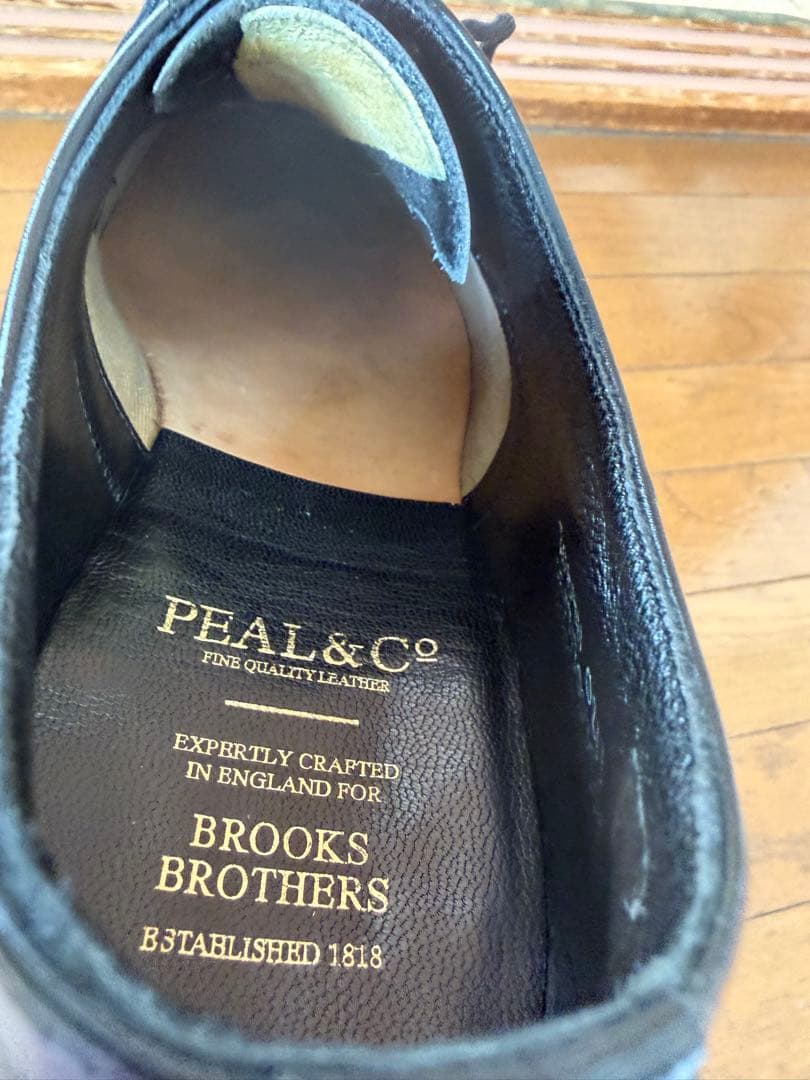 PEAL & Cº
FINE QUALITY LEATHER
EXPERTLY CRAFTED
IN ENGLAND FOR
BROOKS
BROTHERS
ESTABLISHED 1818